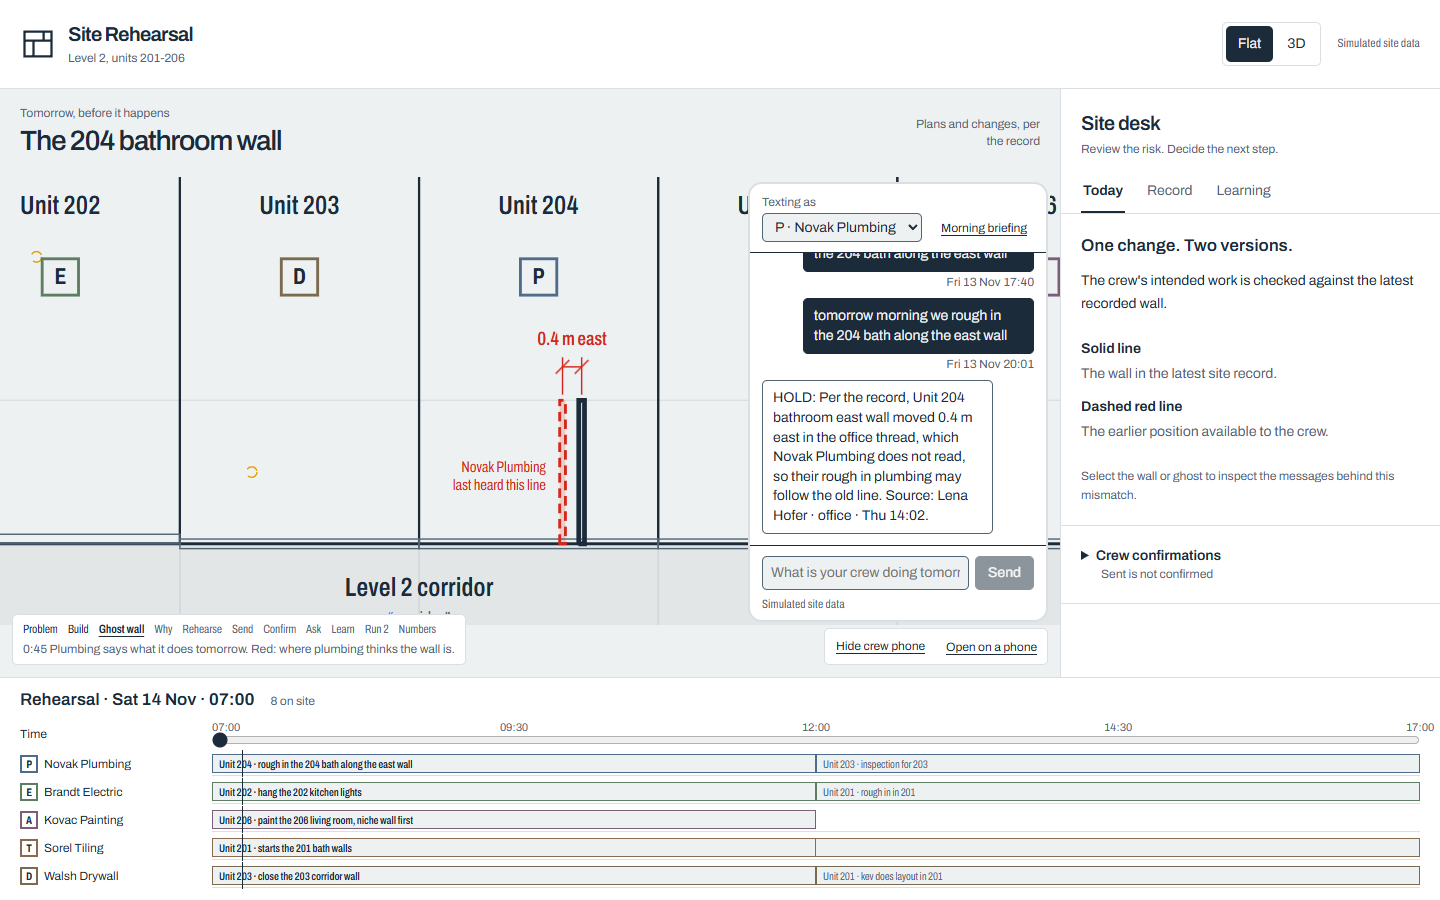 Site Rehearsal
Level 2, units 201-206
Flat
3D
Simulated site data
Tomorrow, before it happens
The 204 bathroom wall
Plans and changes, per
the record
Unit 202
Unit 203
Unit 204
U
6
E
D
P
0.4 m east
Novak Plumbing
last heard this line
Level 2 corridor
Texting as
P · Novak Plumbing
Morning briefing
the 204 bath along the east wall
Fri 13 Nov 17:40
tomorrow morning we rough in
the 204 bath along the east wall
Fri 13 Nov 20:01
HOLD: Per the record, Unit 204
bathroom east wall moved 0.4 m
east in the office thread, which
Novak Plumbing does not read,
so their rough in plumbing may
follow the old line. Source: Lena
Hofer · office · Thu 14:02.
What is your crew doing tomorr
Send
Simulated site data
Problem Build Ghost wall Why Rehearse Send Confirm Ask Learn Run 2 Numbers
0:45 Plumbing says what it does tomorrow. Red: where plumbing thinks the wall is.
Hide crew phone
Open on a phone
Site desk
Review the risk. Decide the next step.
Today
Record
Learning
One change. Two versions.
The crew's intended work is checked against the latest
recorded wall.
Solid line
The wall in the latest site record.
Dashed red line
The earlier position available to the crew.
Select the wall or ghost to inspect the messages behind this
mismatch.
Crew confirmations
Sent is not confirmed
Rehearsal · Sat 14 Nov · 07:00
8 on site
Time
07:00
09:30
12:00
14:30
17:00
P Novak Plumbing
Unit 204 · rough in the 204 bath along the east wall
Unit 203 · inspection for 203
E Brandt Electric
Unit 202 · hang the 202 kitchen lights
Unit 201 · rough in in 201
A Kovac Painting
Unit 206 · paint the 206 living room, niche wall first
T Sorel Tiling
Unit 201 · starts the 201 bath walls
D Walsh Drywall
Unit 203 · close the 203 corridor wall
Unit 201 · kev does layout in 201